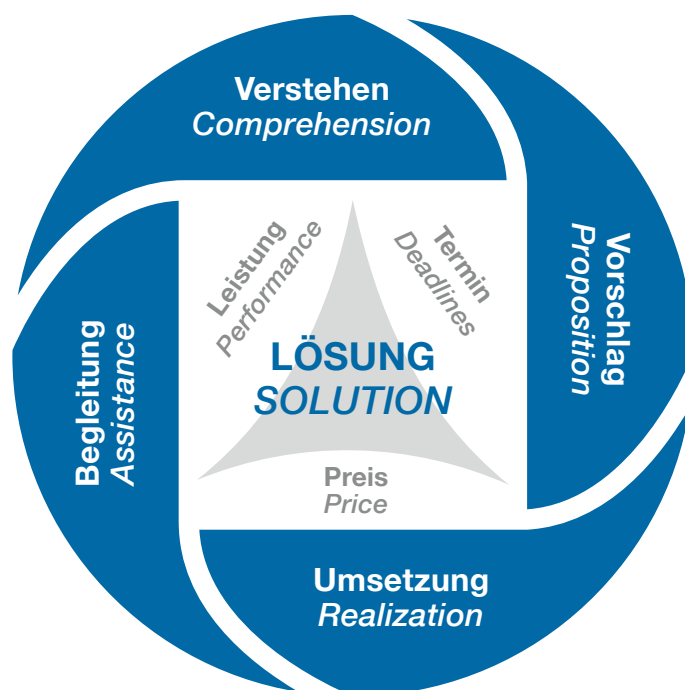 Verstehen
Comprehension
Vorschlag
Proposition
Umsetzung
Realization
Begleitung
Assistance
Leistung
Performance
Termin
Deadlines
LÖSUNG
SOLUTION
Preis
Price